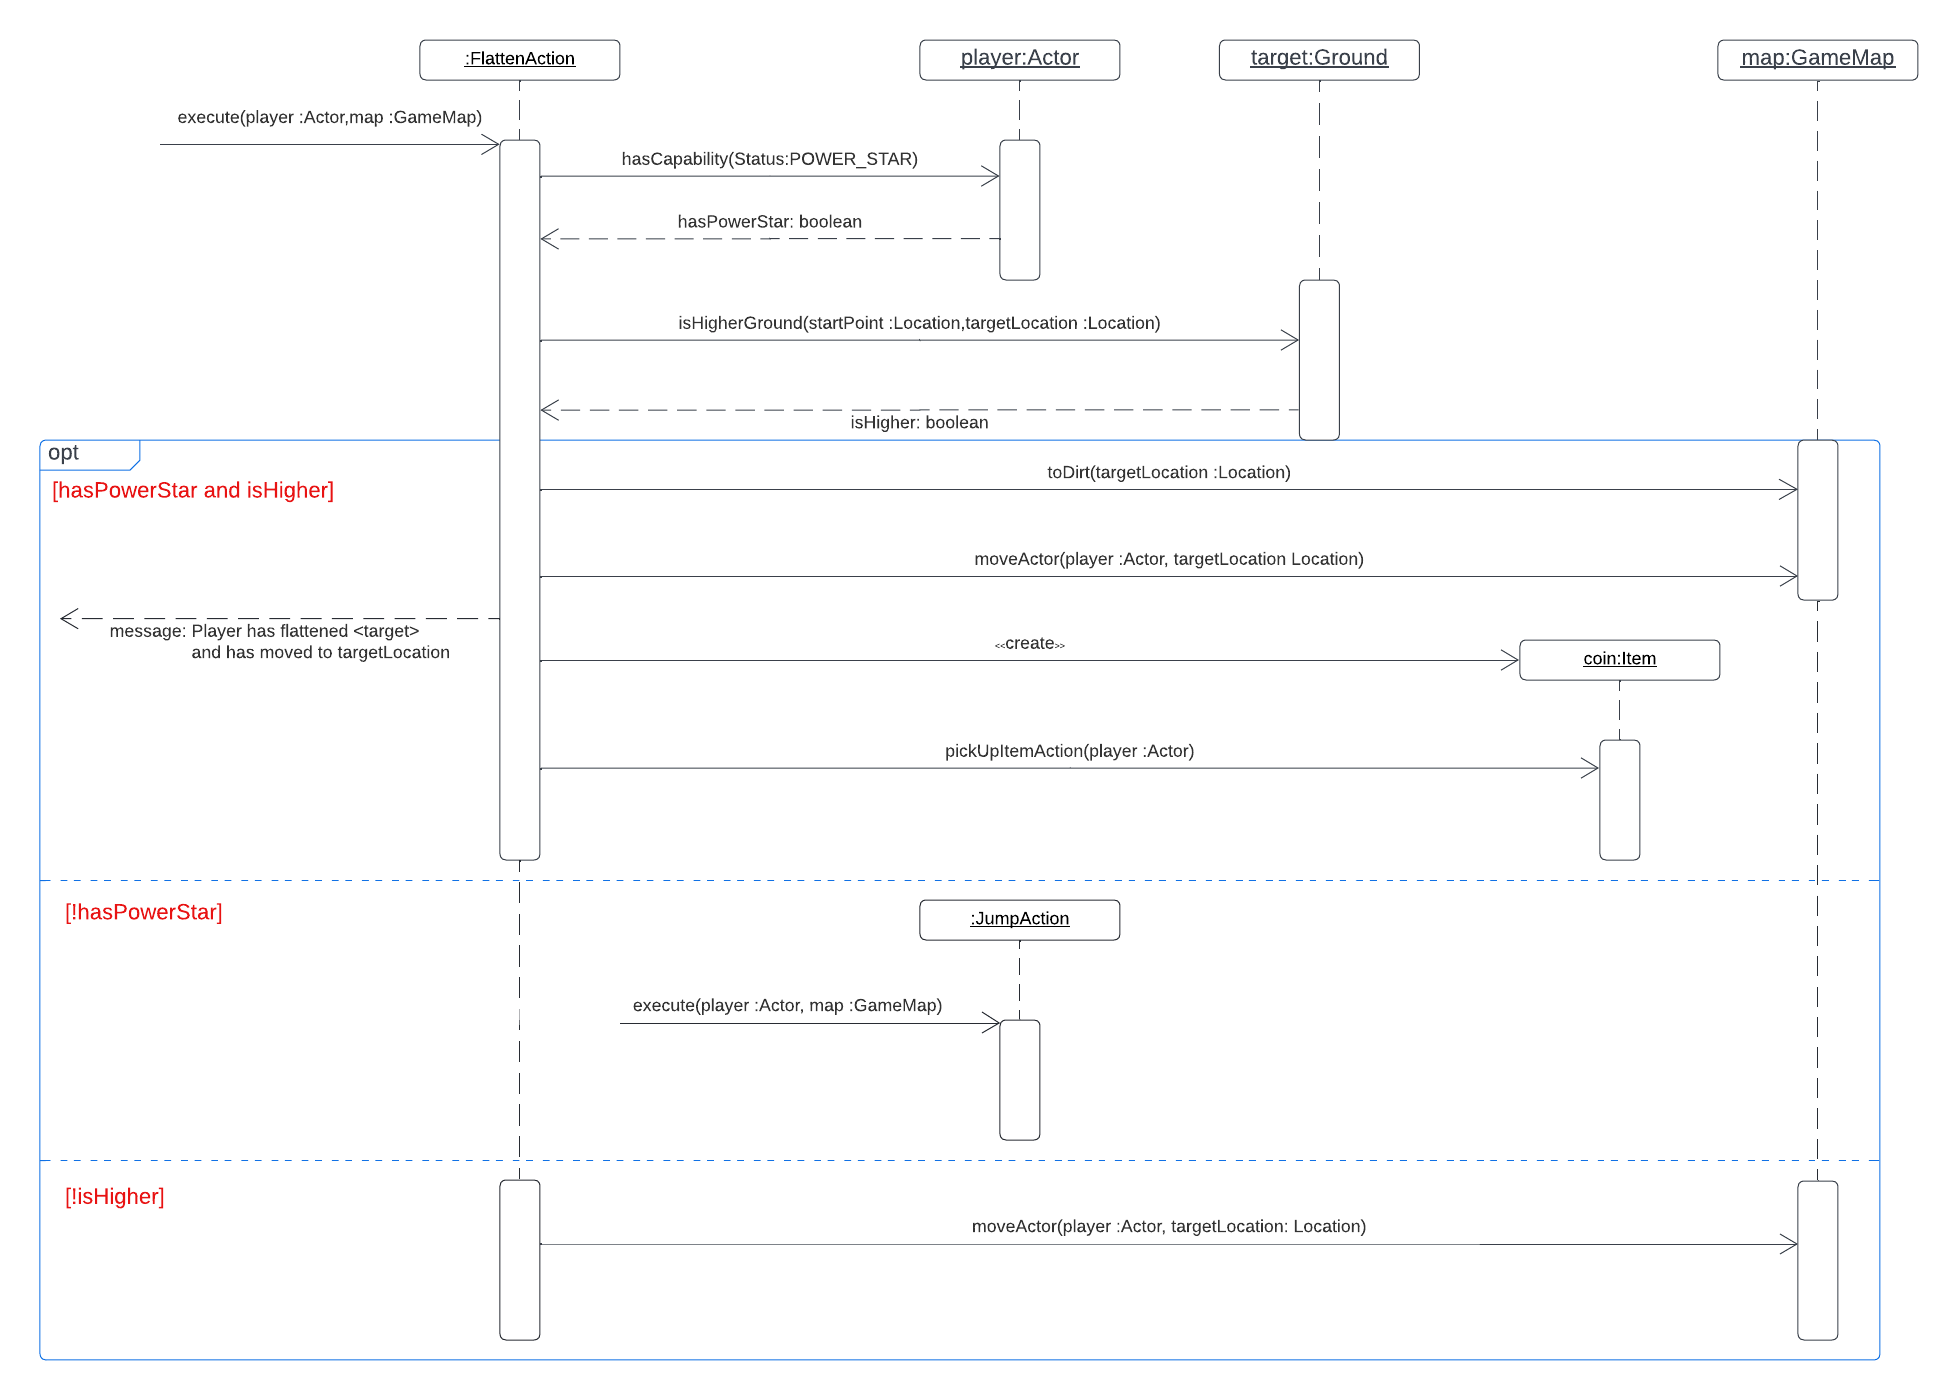 :FlattenAction
player:Actor
target:Ground
map:GameMap
execute(player :Actor,map :GameMap)
hasCapability(Status:POWER_STAR)
hasPowerStar: boolean
isHigherGround(startPoint :Location,targetLocation :Location)
isHigher: boolean
opt
[hasPowerStar and isHigher]
toDirt(targetLocation :Location)
moveActor(player :Actor, targetLocation Location)
message: Player has flattened <target>
and has moved to targetLocation
<<create>>
coin:Item
pickUpItemAction(player :Actor)
[!hasPowerStar]
:JumpAction
execute(player :Actor, map :GameMap)
[!isHigher]
moveActor(player :Actor, targetLocation: Location)